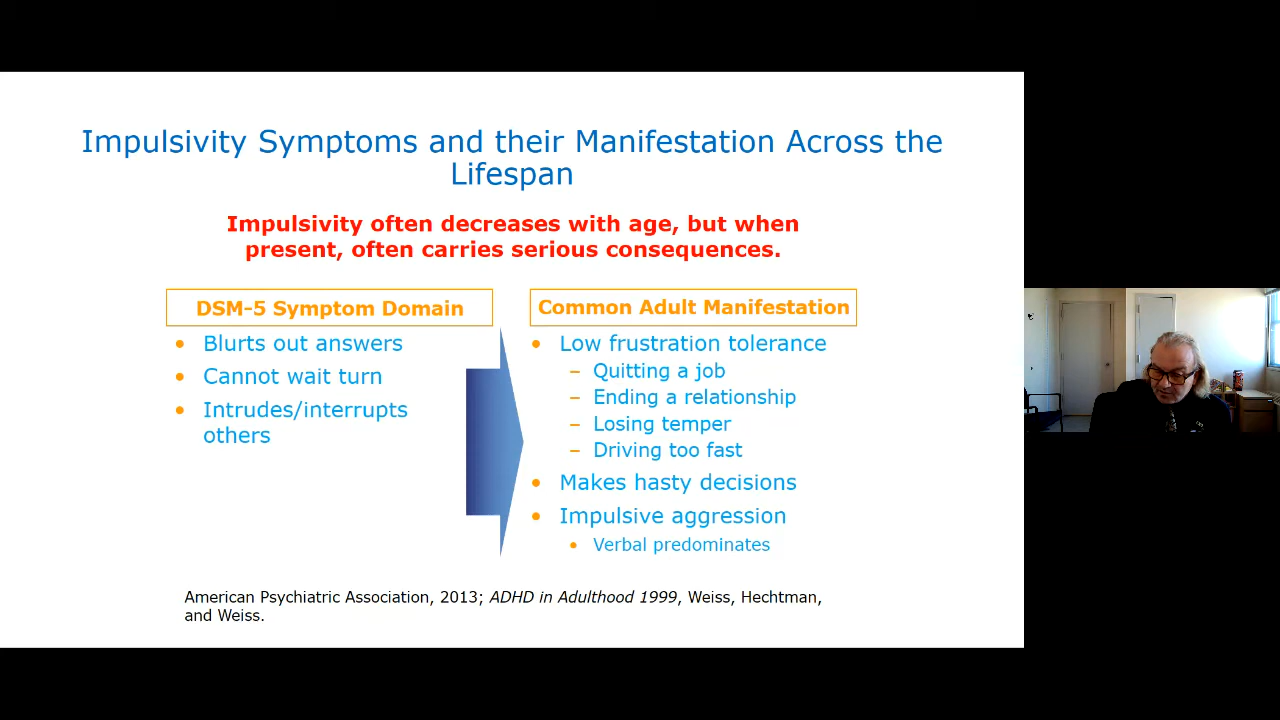 Impulsivity Symptoms and their Manifestation Across the
Lifespan
Impulsivity often decreases with age, but when
present, often carries serious consequences.
DSM-5 Symptom Domain
• Blurts out answers
• Cannot wait turn
• Intrudes/interrupts
others
Common Adult Manifestation
• Low frustration tolerance
– Quitting a job
– Ending a relationship
– Losing temper
– Driving too fast
• Makes hasty decisions
• Impulsive aggression
• Verbal predominates
American Psychiatric Association, 2013; ADHD in Adulthood 1999, Weiss, Hechtman,
and Weiss.